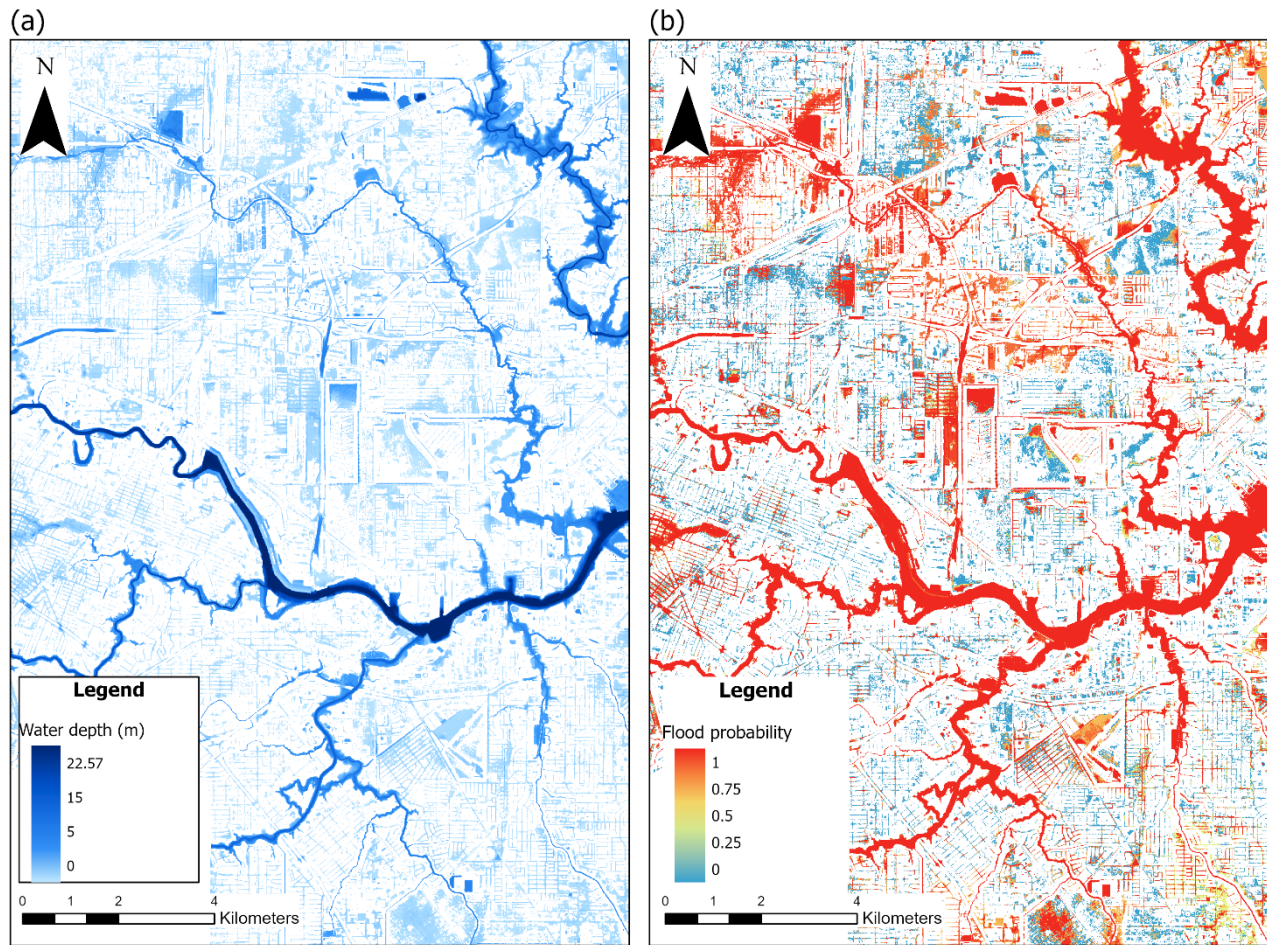 (a)
N
Legend
Water depth (m)
22.57
15
5
0
0 1 2 4
Kilometers
(b)
N
Legend
Flood probability
1
0.75
0.5
0.25
0
0 1 2 4
Kilometers